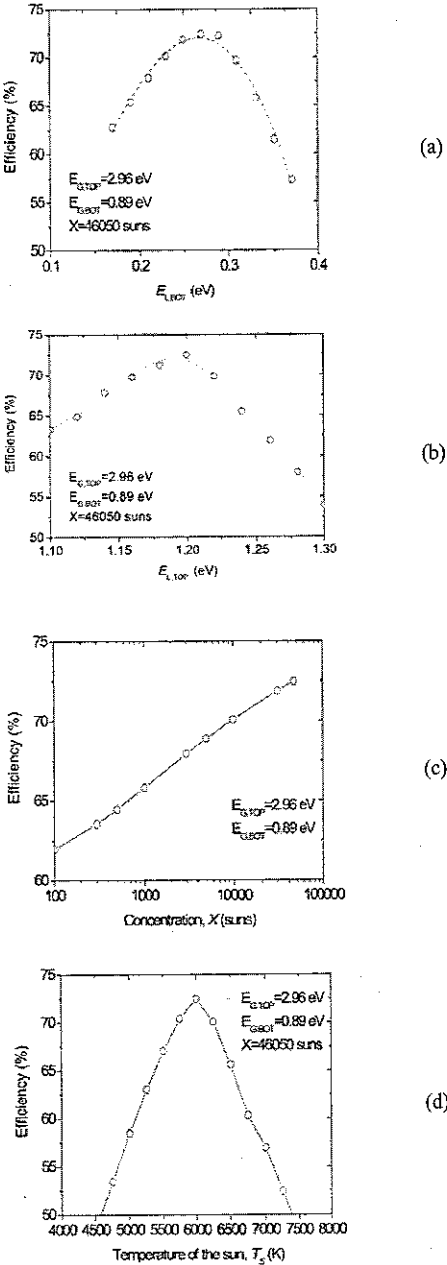 75
70
65
60
55
50
Efficiency (%)
E_G,TOP=2.96 eV
E_G,BOT=0.89 eV
X=46050 suns
0.1 0.2 0.3 0.4
E_L,BOT (eV)
(a)
75
70
65
60
55
50
Efficiency (%)
E_G,TOP=2.96 eV
E_G,BOT=0.89 eV
X=46050 suns
1.10 1.15 1.20 1.25 1.30
E_L,TOP (eV)
(b)
75
70
65
60
Efficiency (%)
E_G,TOP=2.96 eV
E_G,BOT=0.89 eV
100 1000 10000 100000
Concentration, X (suns)
(c)
75
70
65
60
55
50
Efficiency (%)
E_G,TOP=2.96 eV
E_G,BOT=0.89 eV
X=46050 suns
4000 4500 5000 5500 6000 6500 7000 7500 8000
Temperature of the sun, T_S (K)
(d)